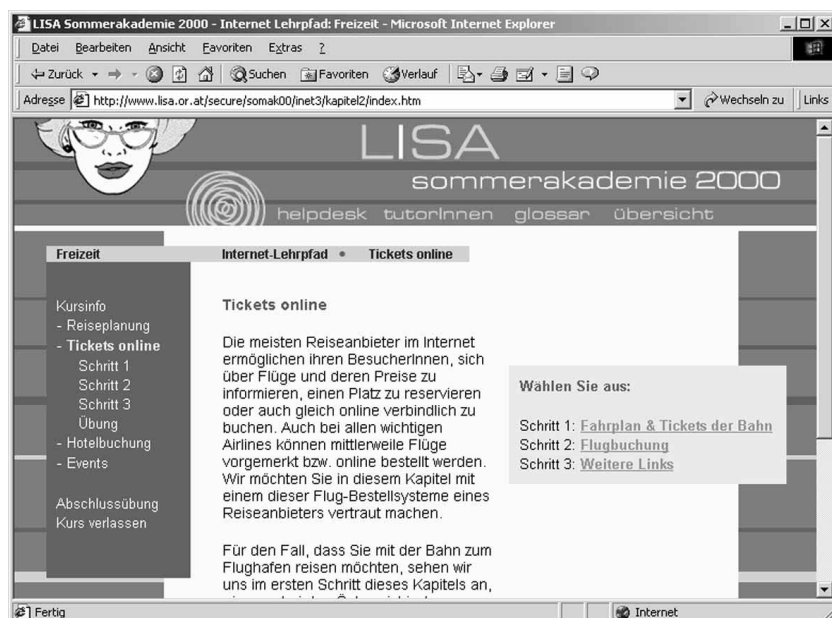 LISA Sommerakademie 2000 - Internet Lehrpfad: Freizeit - Microsoft Internet Explorer
Datei Bearbeiten Ansicht Favoriten Extras ?
Zurück Suchen Favoriten Verlauf
Adresse http://www.lisa.or.at/secure/somak00/inet3/kapitel2/index.htm Wechseln zu Links
LISA
sommerakademie 2000
helpdesk tutorInnen glossar übersicht
Freizeit Internet-Lehrpfad • Tickets online
Kursinfo
- Reiseplanung
- Tickets online
Schritt 1
Schritt 2
Schritt 3
Übung
- Hotelbuchung
- Events
Abschlussübung
Kurs verlassen
Tickets online
Die meisten Reiseanbieter im Internet
ermöglichen ihren BesucherInnen, sich
über Flüge und deren Preise zu
informieren, einen Platz zu reservieren
oder auch gleich online verbindlich zu
buchen. Auch bei allen wichtigen
Airlines können mittlerweile Flüge
vorgemerkt bzw. online bestellt werden.
Wir möchten Sie in diesem Kapitel mit
einem dieser Flug-Bestellsysteme eines
Reiseanbieters vertraut machen.
Für den Fall, dass Sie mit der Bahn zum
Flughafen reisen möchten, sehen wir
uns im ersten Schritt dieses Kapitels an,
Wählen Sie aus:
Schritt 1: Fahrplan & Tickets der Bahn
Schritt 2: Flugbuchung
Schritt 3: Weitere Links
Fertig Internet